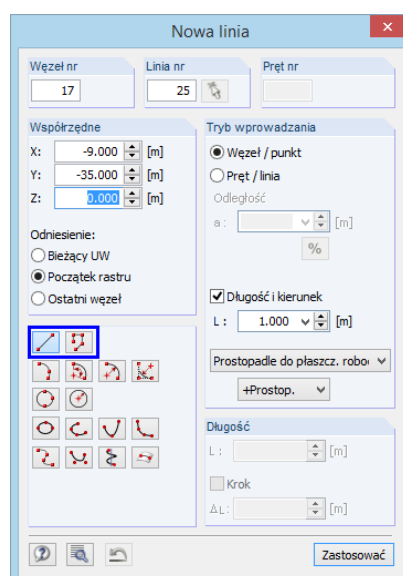 Nowa linia
Węzeł nr
Linia nr
Pręt nr
17
25
Współrzędne
X: -9.000 [m]
Y: -35.000 [m]
Z: 0.000 [m]
Odniesienie:
Bieżący UW
Początek rastru
Ostatni węzeł
Tryb wprowadzania
Węzeł / punkt
Pręt / linia
Odległość
a: [m]
%
Długość i kierunek
L: 1.000 [m]
Prostopadle do płaszcz. robo
+Prostop.
Długość
L: [m]
Krok
ΔL: [m]
Zastosować